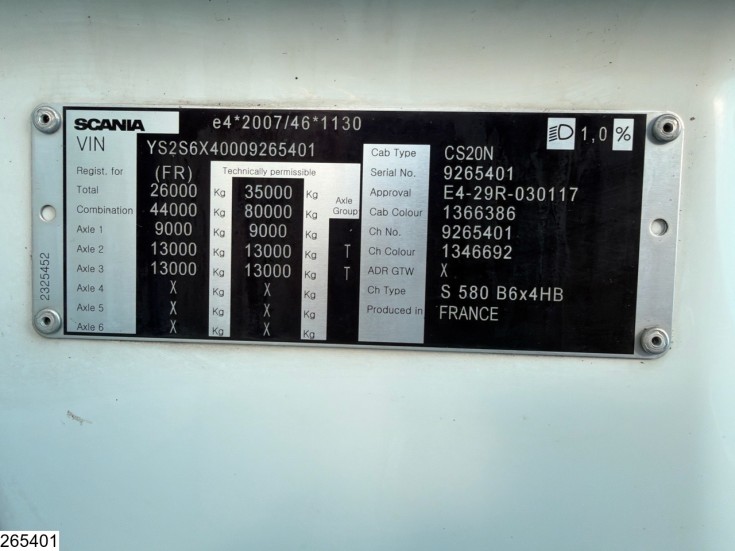 SCANIA e4*2007/46*1130 1,0 %
VIN YS2S6X40009265401
Regist. for (FR) Technically permissible
Total 26000 Kg 35000 Kg Axle Group
Combination 44000 Kg 80000 Kg
Axle 1 9000 Kg 9000 Kg
Axle 2 13000 Kg 13000 Kg T
Axle 3 13000 Kg 13000 Kg T
Axle 4 X Kg X Kg
Axle 5 X Kg X Kg
Axle 6 X Kg X Kg
Cab Type CS20N
Serial No. 9265401
Approval E4-29R-030117
Cab Colour 1366386
Ch No. 9265401
Ch Colour 1346692
ADR GTW X
Ch Type S 580 B6x4HB
Produced in FRANCE
2325452
265401